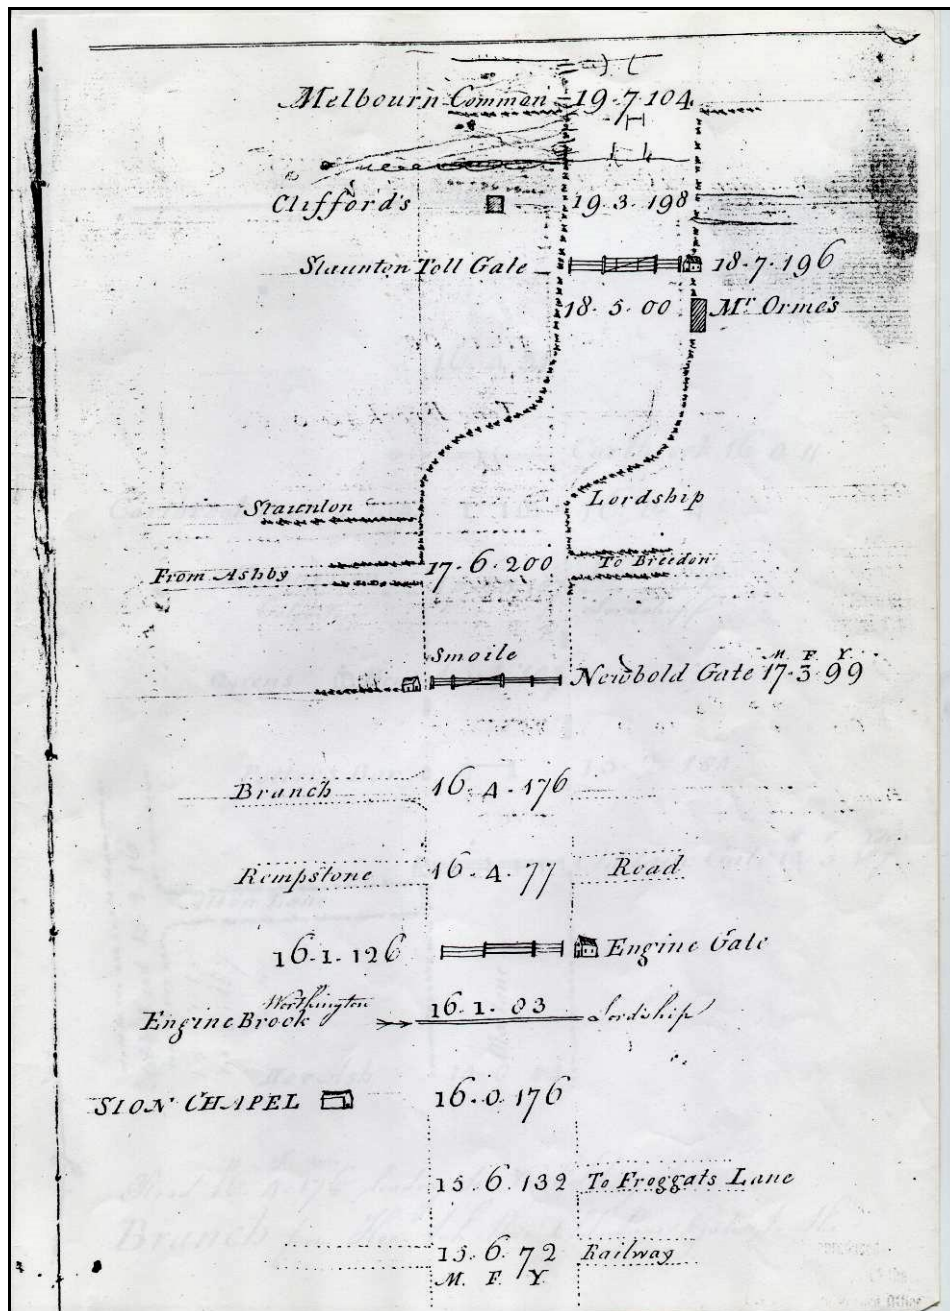 Melbourn Common 19.7.104
Clifford's 19.3.198
Staunton Toll Gate 18.7.196
18.5.00 Mr Orme's
Staunton Lordship
From Ashby 17.6.200 To Breedon
Smoile
M. F. Y.
Newbold Gate 17.3.99
Branch 16.4.176
Rempstone 16.4.77 Road
16.1.126 Engine Gate
Worthington 16.1.83 Lordship
Engine Brook
SION CHAPEL 16.0.176
15.6.132 To Froggats Lane
15.6.72 Railway
M. F. Y.